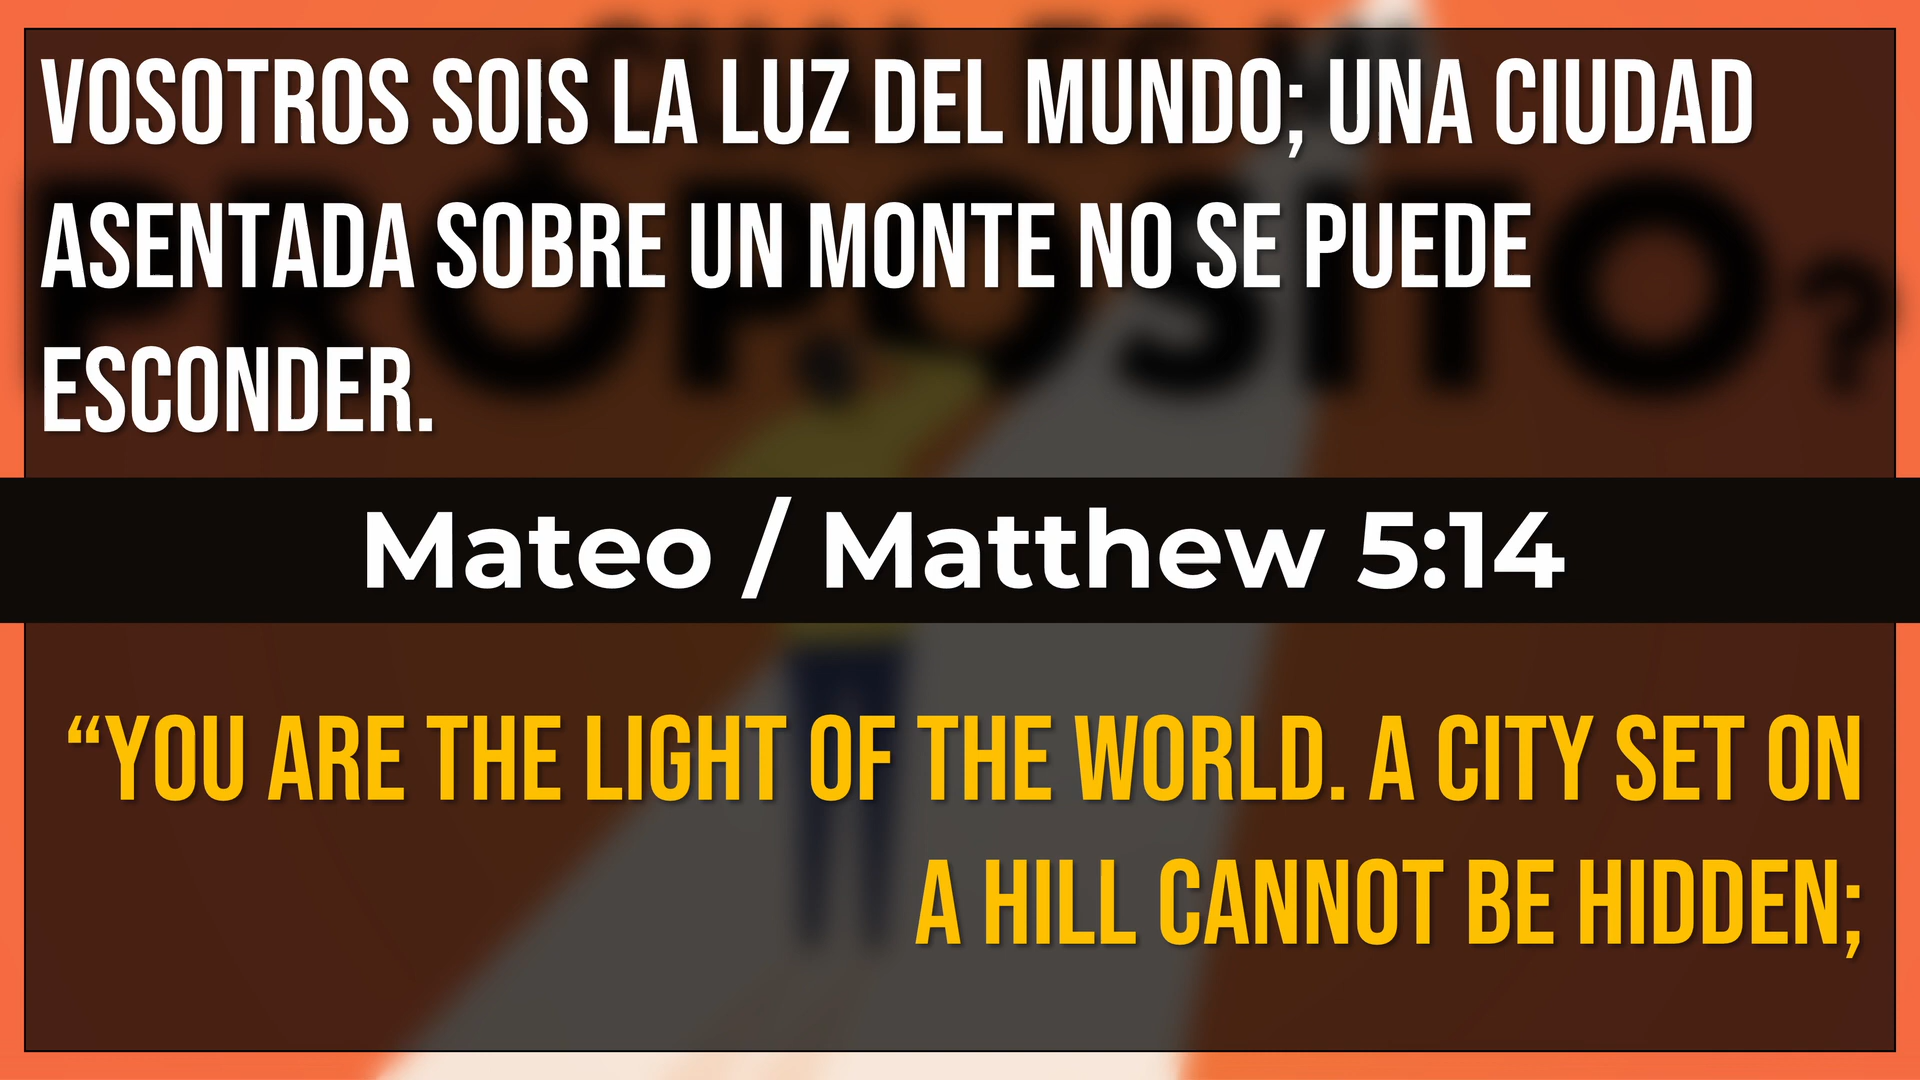 VOSOTROS SOIS LA LUZ DEL MUNDO; UNA CIUDAD
ASENTADA SOBRE UN MONTE NO SE PUEDE
ESCONDER.
Mateo / Matthew 5:14
“YOU ARE THE LIGHT OF THE WORLD. A CITY SET ON
A HILL CANNOT BE HIDDEN;
PROPÓSITO?